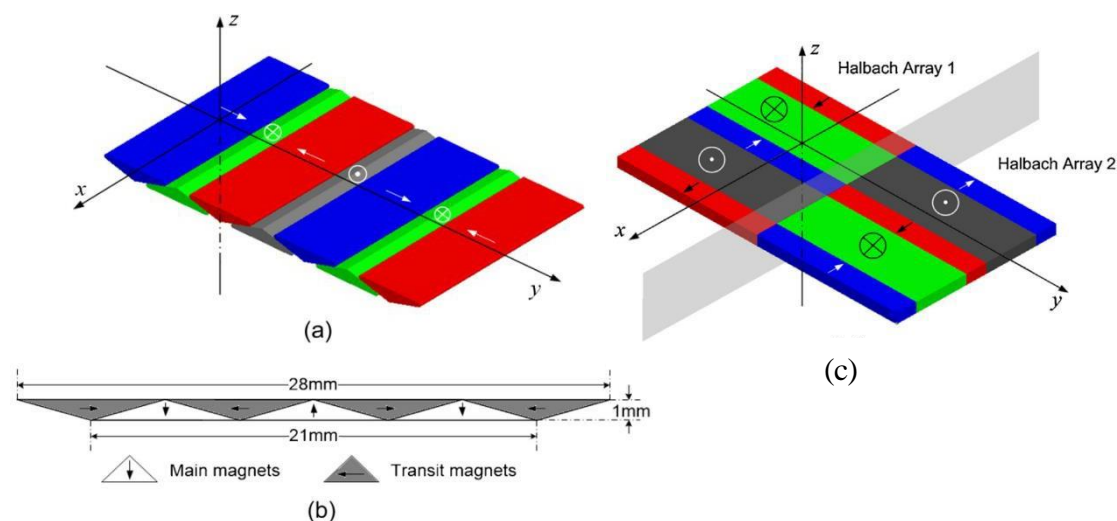 z
x
y
(a)
28mm
1mm
21mm
Main magnets
Transit magnets
(b)
z
Halbach Array 1
Halbach Array 2
x
y
(c)